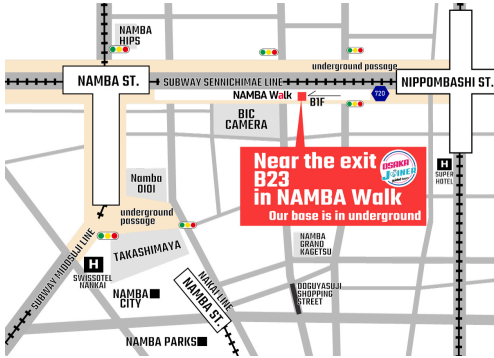 NAMBA
HIPS
underground passage
NAMBA ST.
SUBWAY SENNICHIMAE LINE
NIPPOMBASHI ST.
NAMBA Walk
B1F
720
BIC
CAMERA
Near the exit
B23
in NAMBA Walk
Our base is in underground
OSAKA
JOINER
H
SUPER
HOTEL
Namba
OIOI
underground
passage
SUBWAY MIDOSUJI LINE
TAKASHIMAYA
NAMBA
GRAND
KAGETSU
H
SWISSOTEL
NANKAI
NAMBA
CITY
NANKAI LINE
NAMBA ST.
DOGUYASUJI
SHOPPING
STREET
NAMBA PARKS